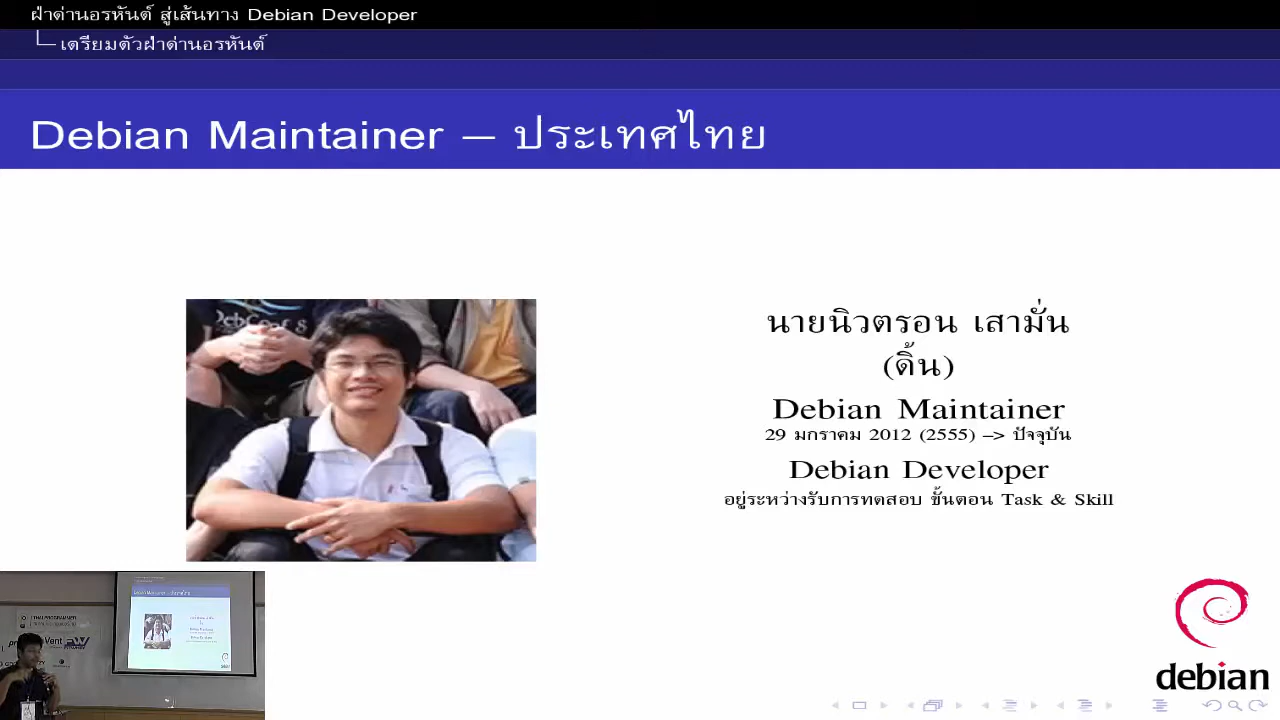 ฝ่าด่านอรหันต์ สู่เส้นทาง Debian Developer
เตรียมตัวฝ่าด่านอรหันต์
Debian Maintainer – ประเทศไทย
นายนิวตรอน เสามั่น
(ดิ้น)
Debian Maintainer
29 มกราคม 2012 (2555) –> ปัจจุบัน
Debian Developer
อยู่ระหว่างรับการทดสอบ ขั้นตอน Task & Skill
debian